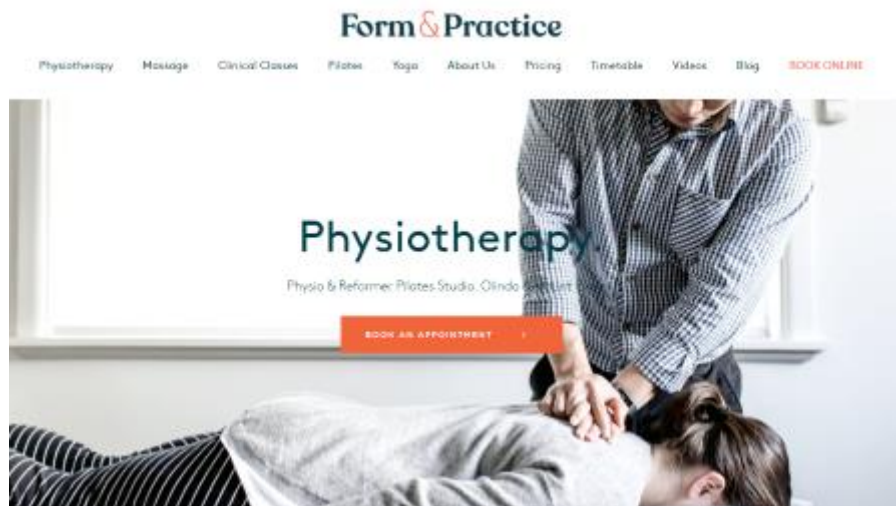 Form & Practice
Physiotherapy Massage Clinical Classes Pilates Yoga About Us Pricing Timetable Videos Blog BOOK ONLINE
Physiotherapy.
Physio & Reformer Pilates Studio. Olinda
BOOK AN APPOINTMENT >